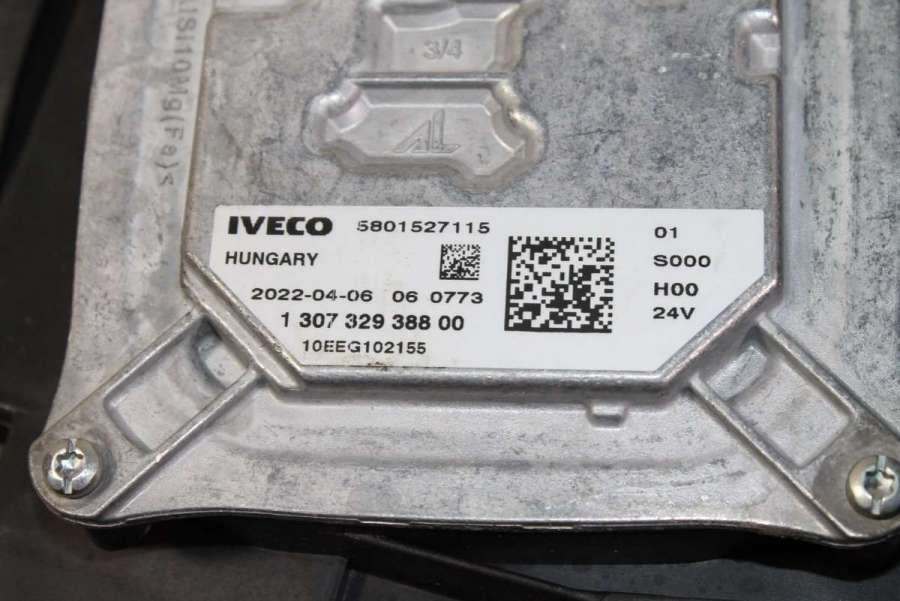 3/4
AL
IVECO 5801527115 01
HUNGARY S000
2022-04-06 06 0773 H00
1 307 329 388 00 24V
10EEG102155